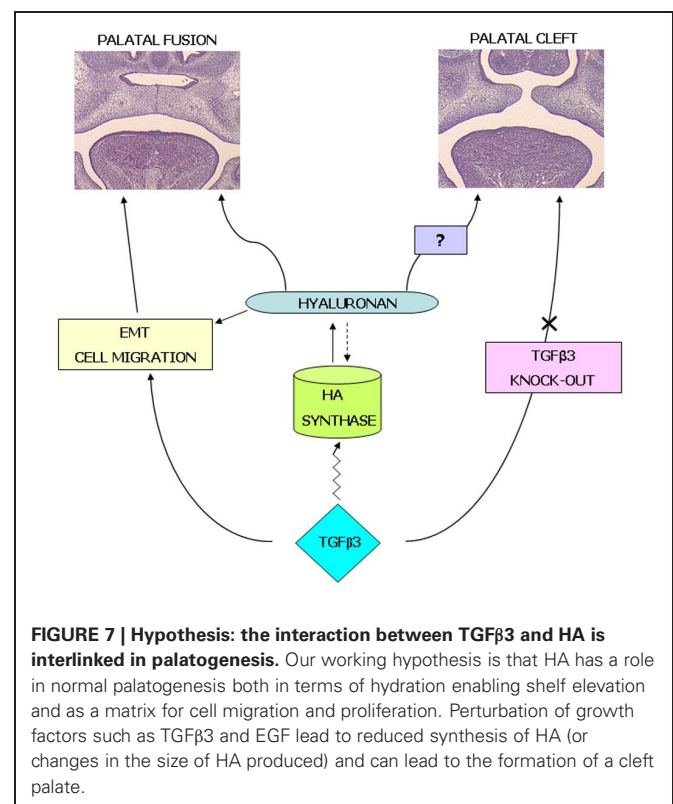 PALATAL FUSION
PALATAL CLEFT
?
HYALURONAN
EMT
CELL MIGRATION
TGFβ3
KNOCK-OUT
HA
SYNTHASE
TGFβ3
FIGURE 7 | Hypothesis: the interaction between TGFβ3 and HA is
interlinked in palatogenesis. Our working hypothesis is that HA has a role
in normal palatogenesis both in terms of hydration enabling shelf elevation
and as a matrix for cell migration and proliferation. Perturbation of growth
factors such as TGFβ3 and EGF lead to reduced synthesis of HA (or
changes in the size of HA produced) and can lead to the formation of a cleft
palate.